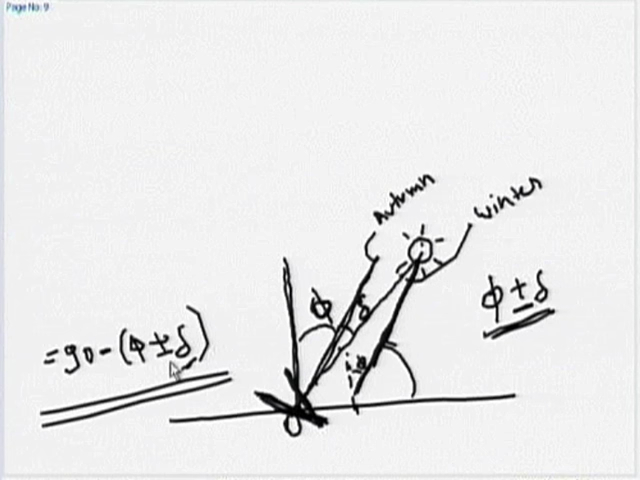 Page No: 9
Autumn
winter
ϕ
δ
ϕ ± δ
= 90 - (ϕ ± δ)